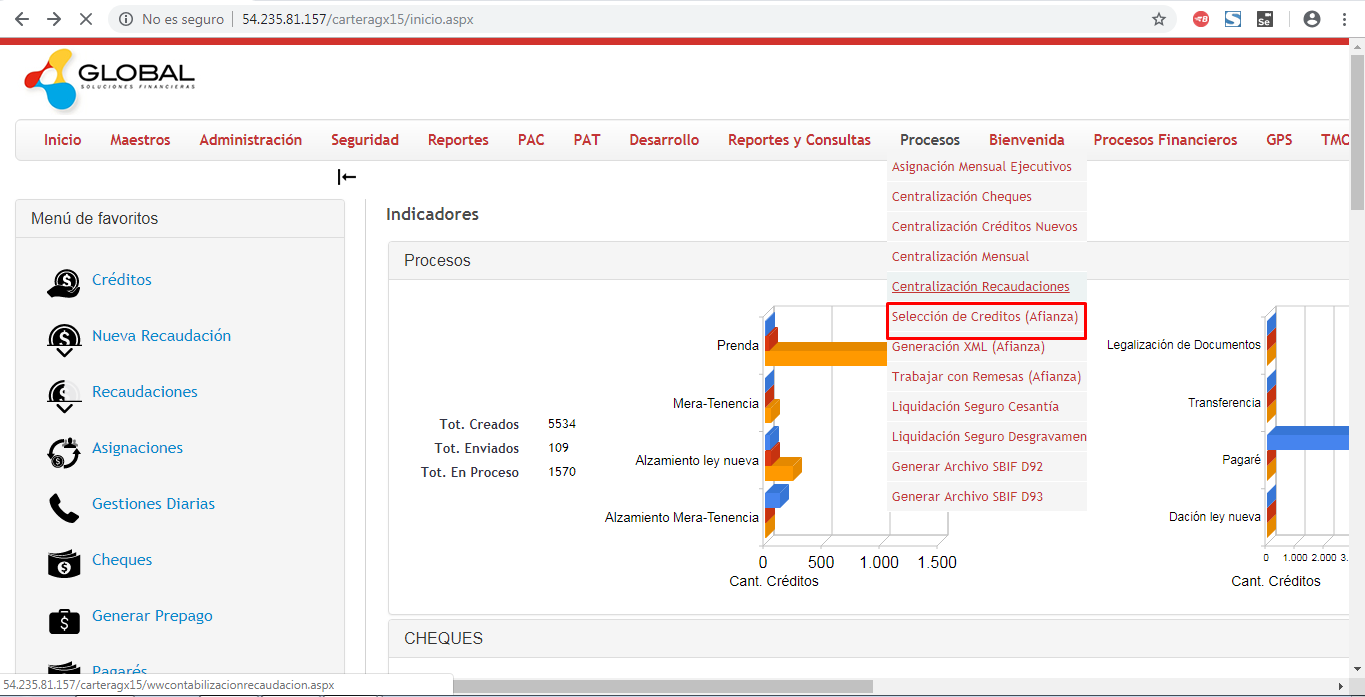 No es seguro
54.235.81.157/carteragx15/inicio.aspx
GLOBAL
SOLUCIONES FINANCIERAS
Inicio
Maestros
Administración
Seguridad
Reportes
PAC
PAT
Desarrollo
Reportes y Consultas
Procesos
Bienvenida
Procesos Financieros
GPS
Asignación Mensual Ejecutivos
Centralización Cheques
Centralización Créditos Nuevos
Centralización Mensual
Centralización Recaudaciones
Selección de Creditos (Afianza)
Generación XML (Afianza)
Trabajar con Remesas (Afianza)
Liquidación Seguro Cesantía
Liquidación Seguro Desgravamen
Generar Archivo SBIF D92
Generar Archivo SBIF D93
Menú de favoritos
Créditos
Nueva Recaudación
Recaudaciones
Asignaciones
Gestiones Diarias
Cheques
Generar Prepago
Pagarés
Indicadores
Procesos
Tot. Creados 5534
Tot. Enviados 109
Tot. En Proceso 1570
Prenda
Mera-Tenencia
Alzamiento ley nueva
Alzamiento Mera-Tenencia
0 500 1.000 1.500
Cant. Créditos
Legalización de Documentos
Transferencia
Pagaré
Dación ley nueva
0 1.000 2.000 3.
Cant. Créditos
CHEQUES
54.235.81.157/carteragx15/wwcontabilizacionrecaudacion.aspx